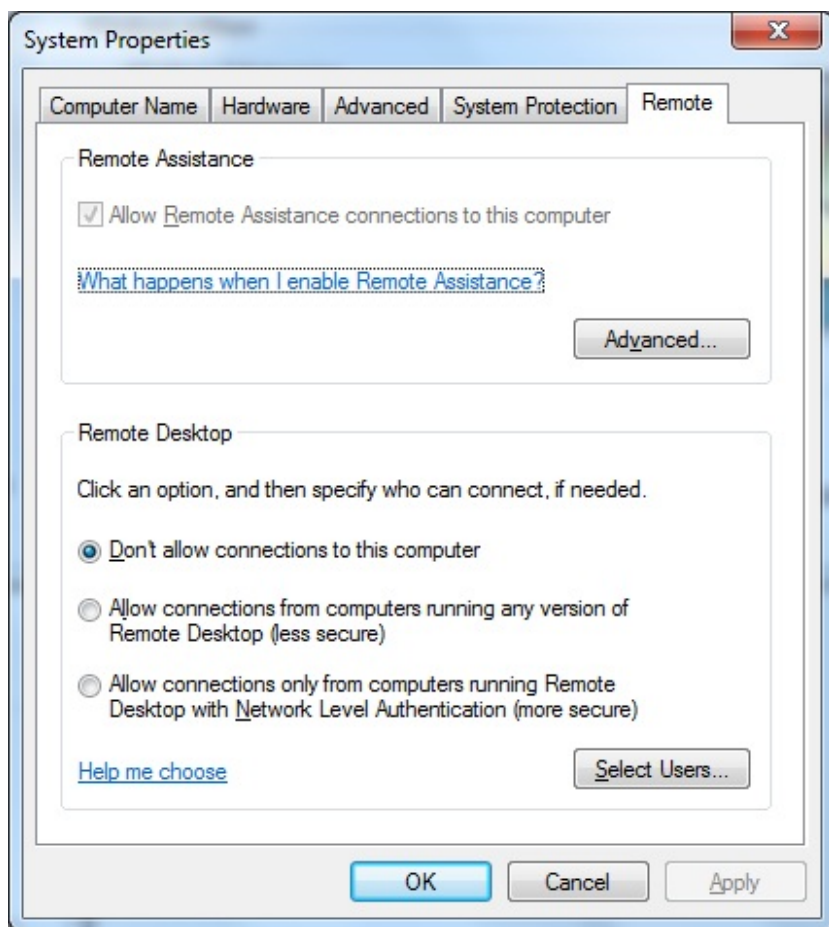 System Properties
Computer Name Hardware Advanced System Protection Remote
Remote Assistance
Allow Remote Assistance connections to this computer
What happens when I enable Remote Assistance?
Advanced...
Remote Desktop
Click an option, and then specify who can connect, if needed.
Don't allow connections to this computer
Allow connections from computers running any version of
Remote Desktop (less secure)
Allow connections only from computers running Remote
Desktop with Network Level Authentication (more secure)
Help me choose
Select Users...
OK Cancel Apply